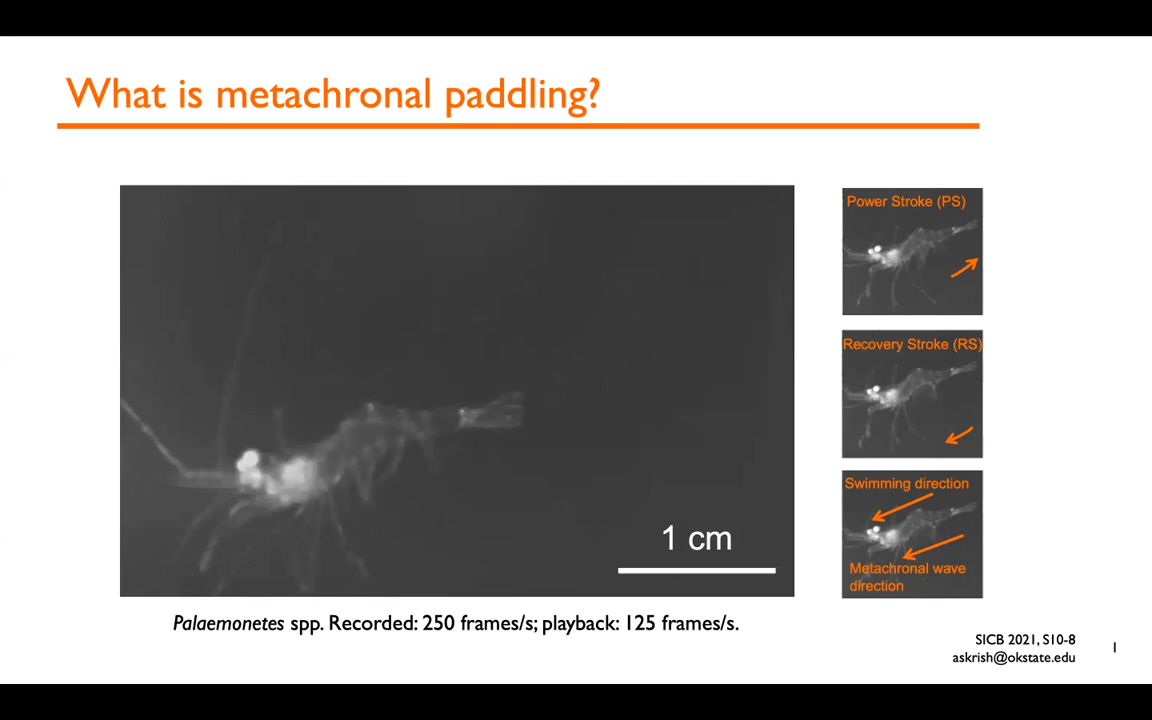 What is metachronal paddling?
Power Stroke (PS)
Recovery Stroke (RS)
Swimming direction
Metachronal wave
direction
1 cm
Palaemonetes spp. Recorded: 250 frames/s; playback: 125 frames/s.
SICB 2021, S10-8
askrish@okstate.edu
1